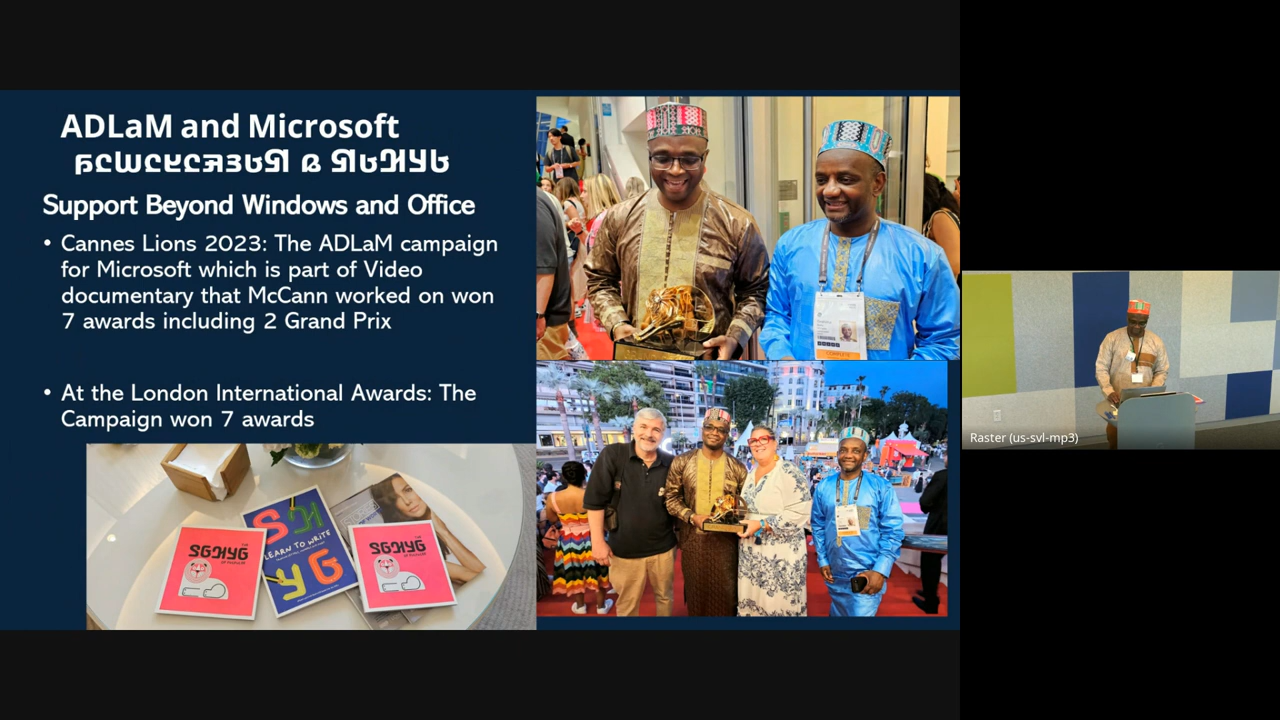 ADLaM and Microsoft
Support Beyond Windows and Office
• Cannes Lions 2023: The ADLaM campaign
for Microsoft which is part of Video
documentary that McCann worked on won
7 awards including 2 Grand Prix
• At the London International Awards: The
Campaign won 7 awards
LEARN TO WRITE
Raster (us-svl-mp3)